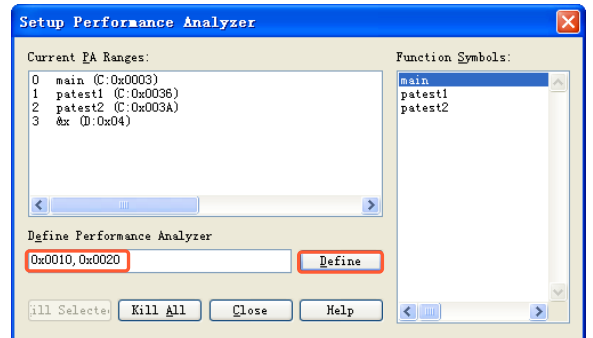 Setup Performance Analyzer
Current PA Ranges:
0 main (C:0x0003)
1 patest1 (C:0x0036)
2 patest2 (C:0x003A)
3 &x (D:0x04)
Function Symbols:
main
patest1
patest2
Define Performance Analyzer
0x0010,0x0020
Define
ill Selecte
Kill All
Close
Help